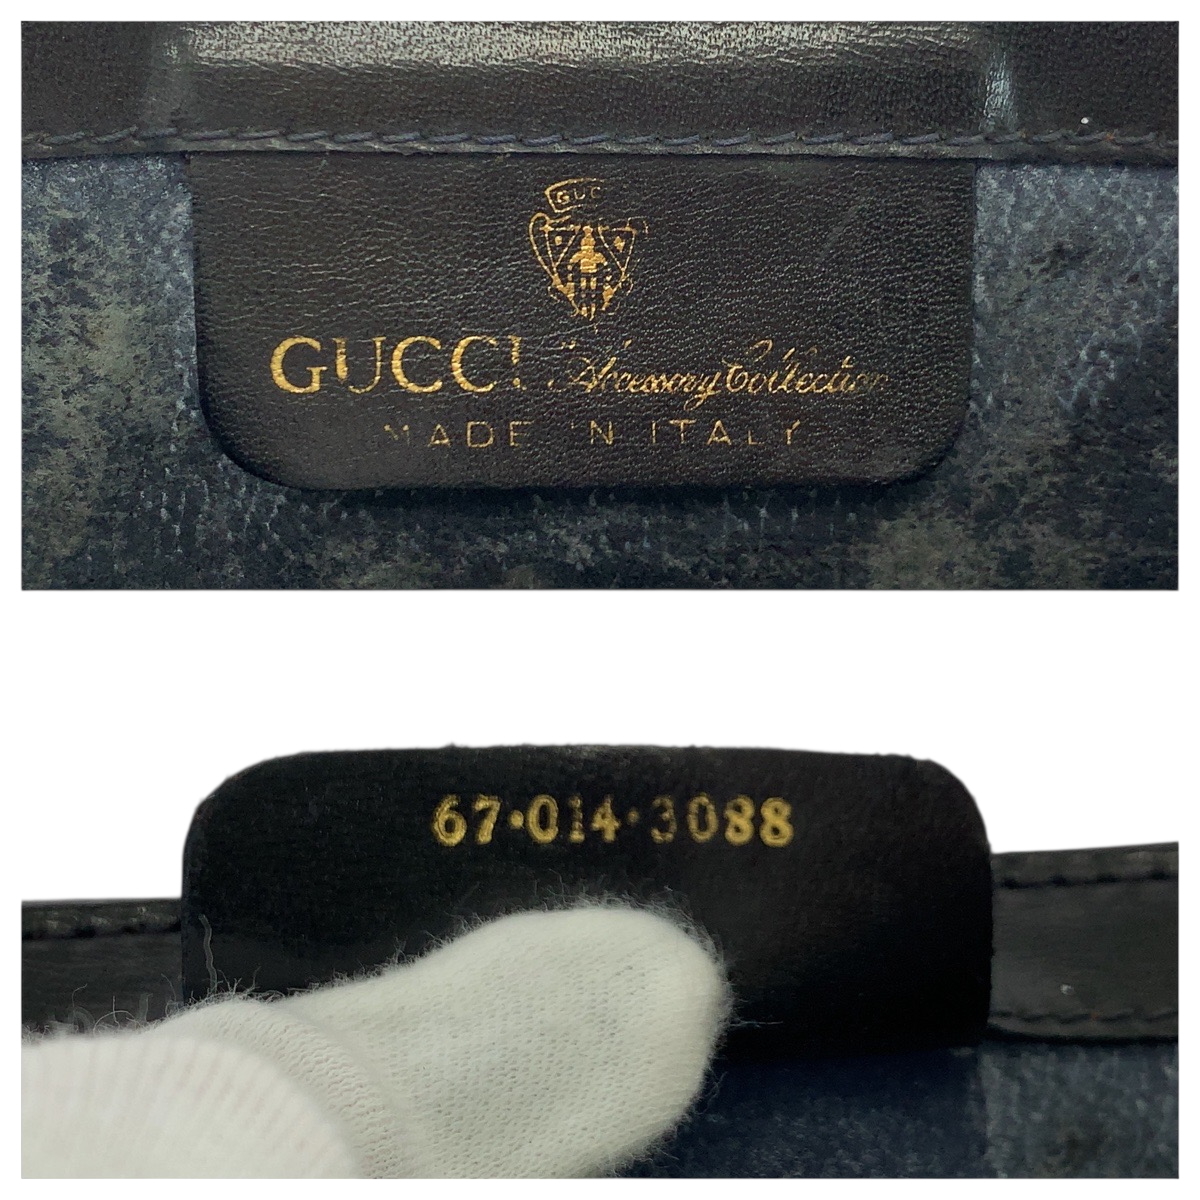 GUC
GUCCI Accessory Collection
MADE IN ITALY
67·014·3088